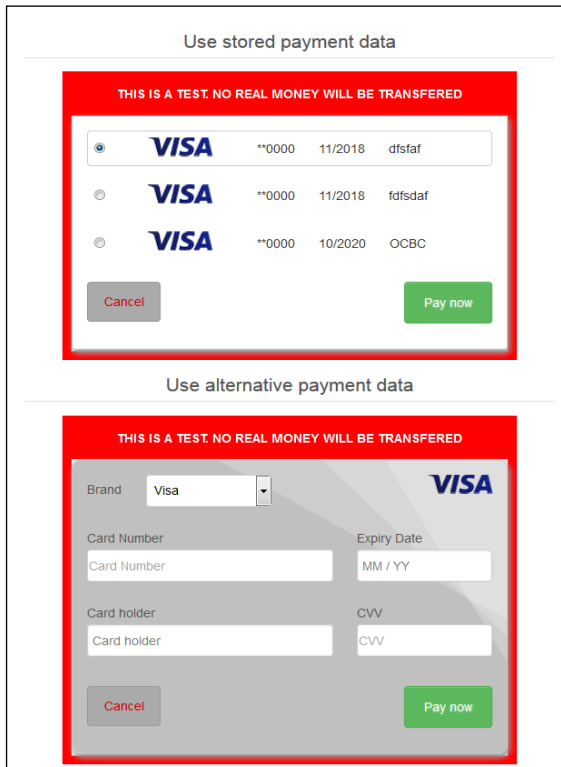 Use stored payment data
THIS IS A TEST. NO REAL MONEY WILL BE TRANSFERED
VISA **0000 11/2018 dfsfaf
VISA **0000 11/2018 fdfsdaf
VISA **0000 10/2020 OCBC
Cancel Pay now
Use alternative payment data
THIS IS A TEST. NO REAL MONEY WILL BE TRANSFERED
Brand Visa VISA
Card Number Expiry Date
Card Number MM / YY
Card holder CVV
Card holder CVV
Cancel Pay now